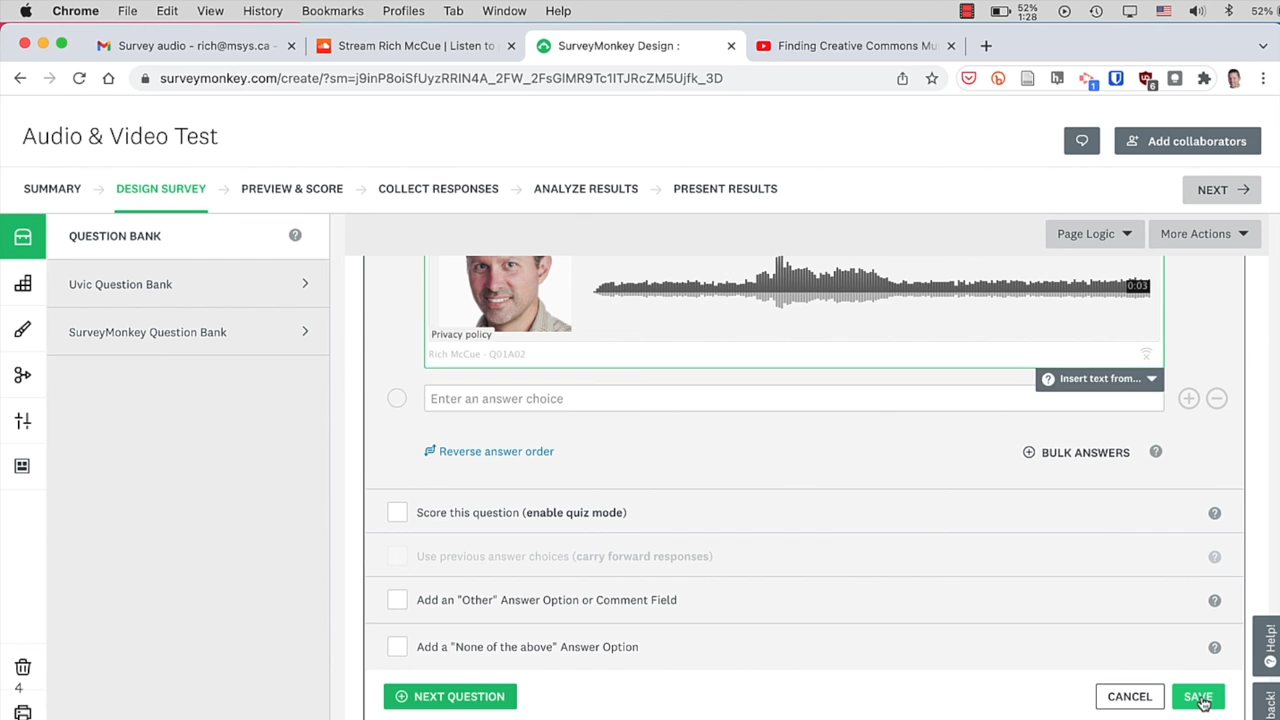 Chrome File Edit View History Bookmarks Profiles Tab Window Help 52% 1:28 52%
Survey audio - rich@msys.ca - Stream Rich McCue | Listen to SurveyMonkey Design : Finding Creative Commons Mu
surveymonkey.com/create/?sm=j9inP8oiSfUyzRRIN4A_2FW_2FsGlMR9Tc1ITJRcZM5Ujfk_3D 1 6
Audio & Video Test
Add collaborators
SUMMARY DESIGN SURVEY PREVIEW & SCORE COLLECT RESPONSES ANALYZE RESULTS PRESENT RESULTS NEXT
QUESTION BANK
Page Logic More Actions
Uvic Question Bank
SurveyMonkey Question Bank
0:03
Privacy policy
Rich McCue - Q01A02
Insert text from...
Enter an answer choice
Reverse answer order
BULK ANSWERS
Score this question (enable quiz mode)
Use previous answer choices (carry forward responses)
Add an "Other" Answer Option or Comment Field
Add a "None of the above" Answer Option
Help!
4
NEXT QUESTION CANCEL SAVE
back!